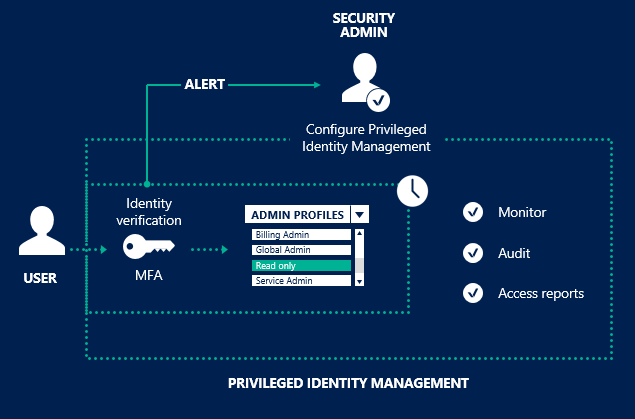 SECURITY
ADMIN
ALERT
Configure Privileged
Identity Management
Identity
verification
MFA
USER
ADMIN PROFILES
Billing Admin
Global Admin
Read only
Service Admin
Monitor
Audit
Access reports
PRIVILEGED IDENTITY MANAGEMENT